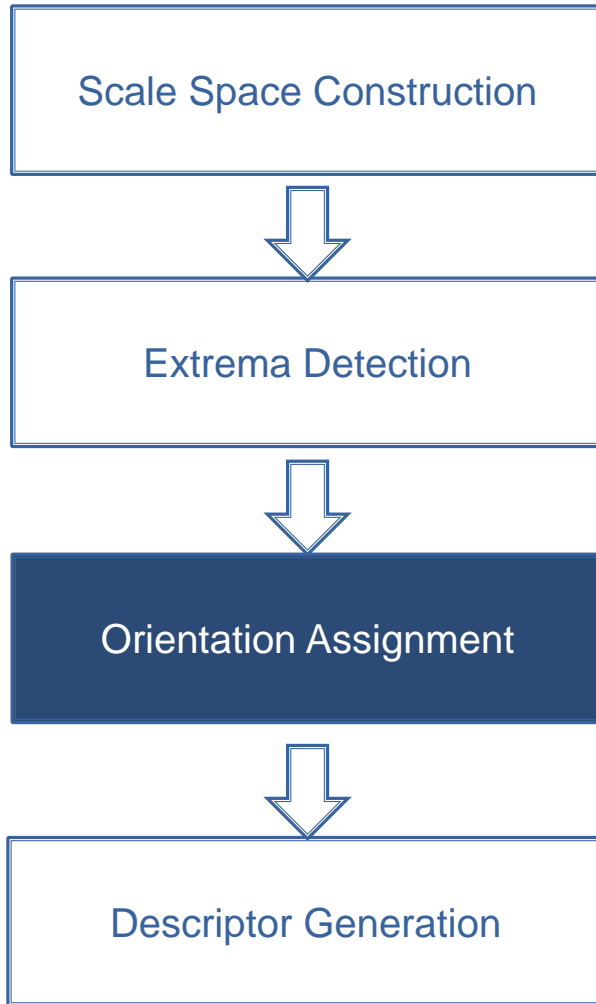 Scale Space Construction
Extrema Detection
Orientation Assignment
Descriptor Generation